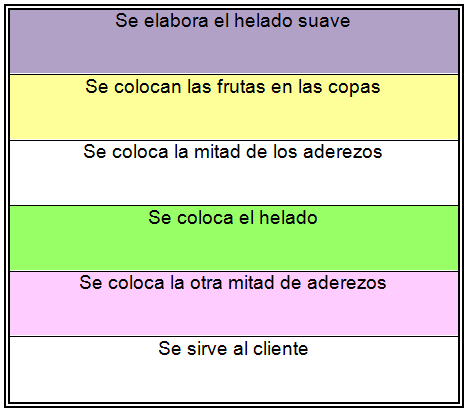 Se elabora el helado suave
Se colocan las frutas en las copas
Se coloca la mitad de los aderezos
Se coloca el helado
Se coloca la otra mitad de aderezos
Se sirve al cliente